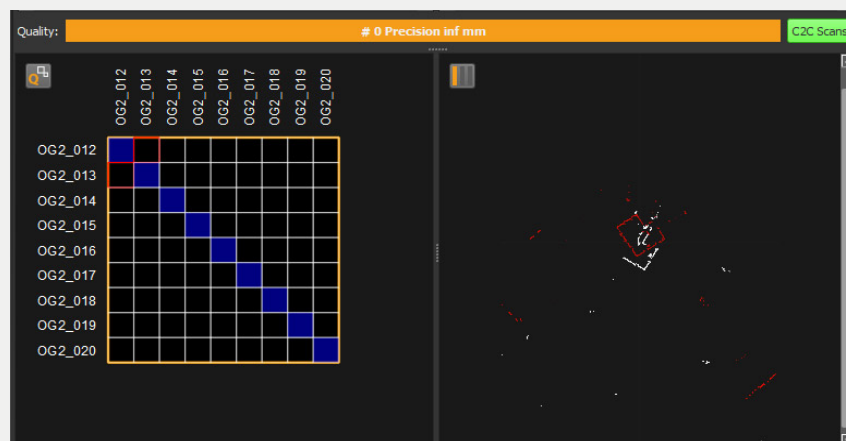 Quality:
# 0 Precision inf mm
C2C Scans
Q
OG2_012
OG2_013
OG2_014
OG2_015
OG2_016
OG2_017
OG2_018
OG2_019
OG2_020
OG2_012
OG2_013
OG2_014
OG2_015
OG2_016
OG2_017
OG2_018
OG2_019
OG2_020